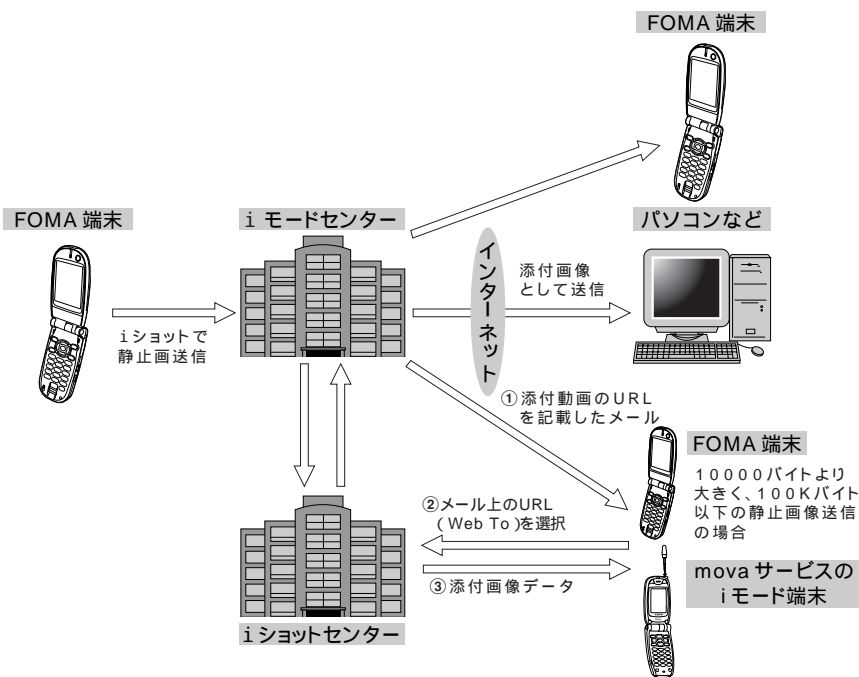 FOMA 端末
FOMA 端末
i モードセンター
パソコンなど
インターネット
添付画像
として送信
iショットで
静止画送信
①添付動画のURL
を記載したメール
FOMA 端末
10000バイトより
大きく、100Kバイト
以下の静止画像送信
の場合
②メール上のURL
(Web To)を選択
③添付画像データ
mova サービスの
iモード端末
iショットセンター